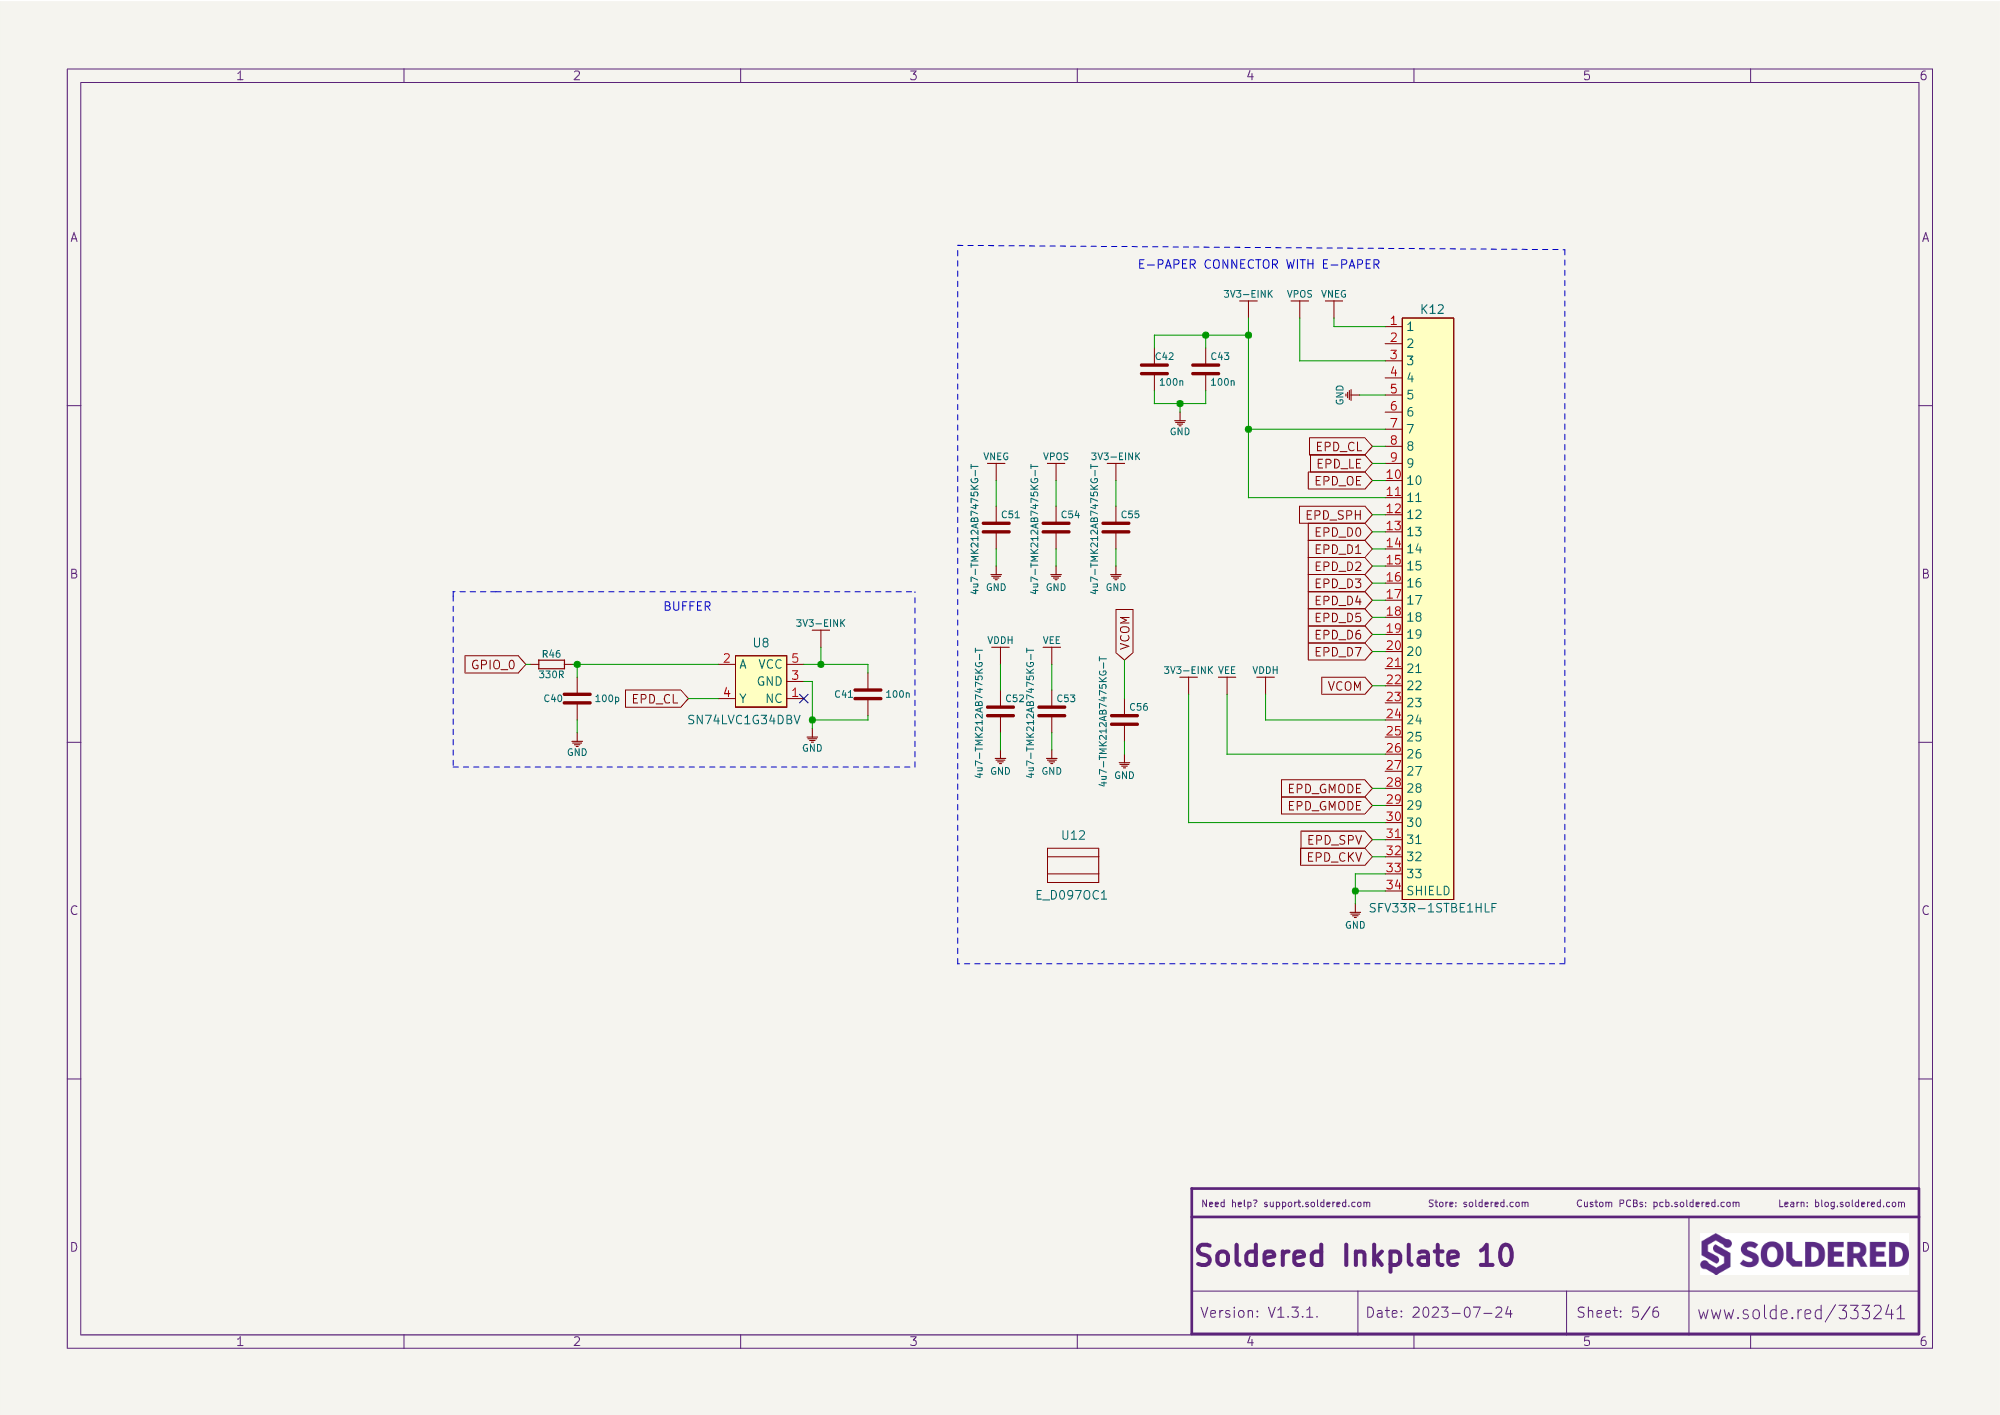 1 2 3 4 5 6
A A
B B
C C
D D
BUFFER
3V3-EINK
GPIO_0
R46
330R
C40 100p
EPD_CL
U8
2 A VCC 5
GND 3
4 Y NC 1
SN74LVC1G34DBV
C41 100n
GND
GND
E-PAPER CONNECTOR WITH E-PAPER
3V3-EINK VPOS VNEG
K12
C42 100n
C43 100n
GND
GND
VNEG VPOS 3V3-EINK
4u7-TMK212AB7475KG-T C51
4u7-TMK212AB7475KG-T C54
4u7-TMK212AB7475KG-T C55
GND GND GND
VDDH VEE VCOM
4u7-TMK212AB7475KG-T C52
4u7-TMK212AB7475KG-T C53
4u7-TMK212AB7475KG-T C56
GND GND GND
3V3-EINK VEE VDDH
1 1
2 2
3 3
4 4
5 5
6 6
7 7
EPD_CL 8 8
EPD_LE 9 9
EPD_OE 10 10
11 11
EPD_SPH 12 12
EPD_D0 13 13
EPD_D1 14 14
EPD_D2 15 15
EPD_D3 16 16
EPD_D4 17 17
EPD_D5 18 18
EPD_D6 19 19
EPD_D7 20 20
21 21
VCOM 22 22
23 23
24 24
25 25
26 26
27 27
EPD_GMODE 28 28
EPD_GMODE 29 29
30 30
EPD_SPV 31 31
EPD_CKV 32 32
33 33
34 SHIELD
SFV33R-1STBE1HLF
GND
U12
E_D097OC1
Need help? support.soldered.com Store: soldered.com Custom PCBs: pcb.soldered.com Learn: blog.soldered.com
Soldered Inkplate 10
SOLDERED
Version: V1.3.1. Date: 2023-07-24 Sheet: 5/6 www.solde.red/333241
1 2 3 4 5 6